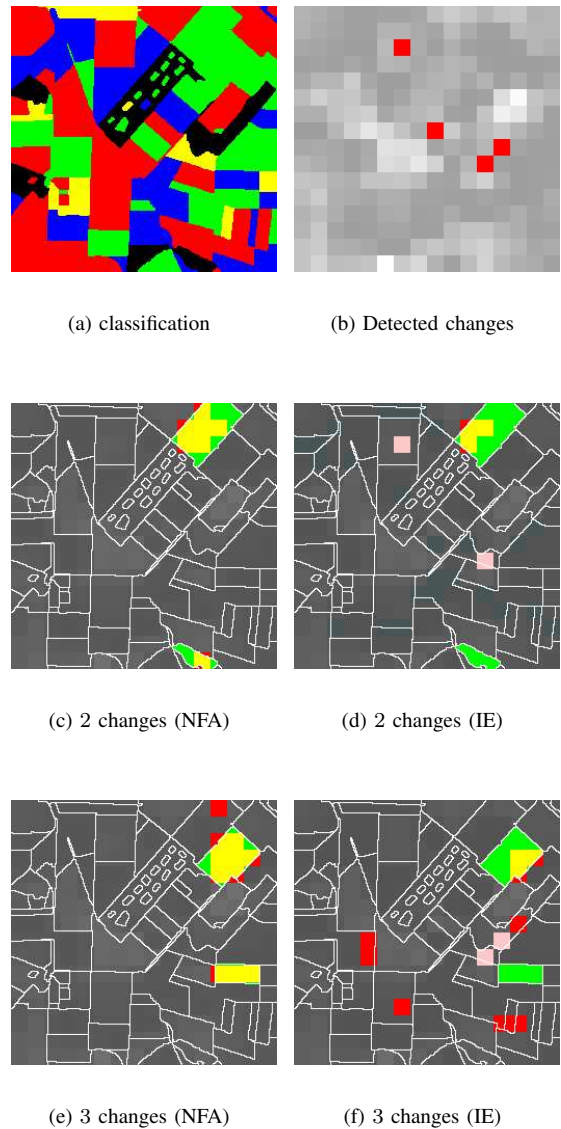 (a) classification
(b) Detected changes
(c) 2 changes (NFA)
(d) 2 changes (IE)
(e) 3 changes (NFA)
(f) 3 changes (IE)